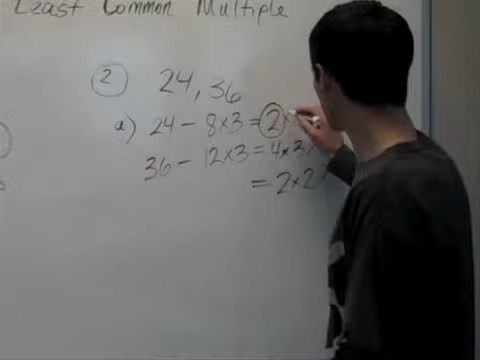 Least Common Multiple
2 24, 36
a) 24 - 8×3 = 2
36 - 12×3 = 4×3
= 2×2